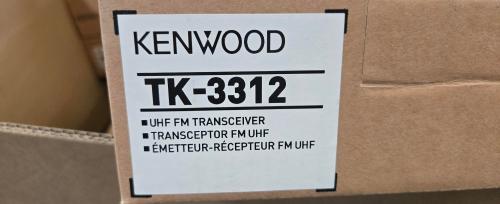 KENWOOD
TK-3312
▪UHF FM TRANSCEIVER
▪TRANSCEPTOR FM UHF
▪ÉMETTEUR-RÉCEPTEUR FM UHF